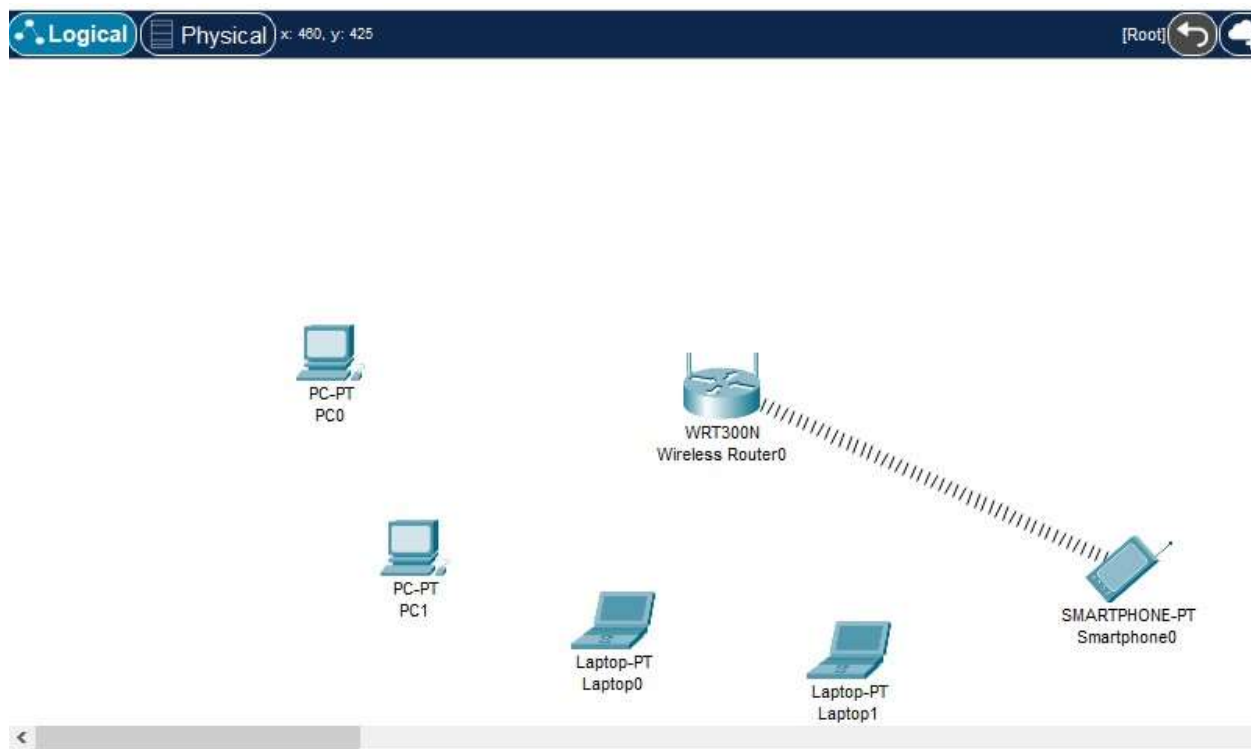 Logical Physical x: 460, y: 425 [Root]
PC-PT
PC0
WRT300N
Wireless Router0
PC-PT
PC1
SMARTPHONE-PT
Smartphone0
Laptop-PT
Laptop0
Laptop-PT
Laptop1